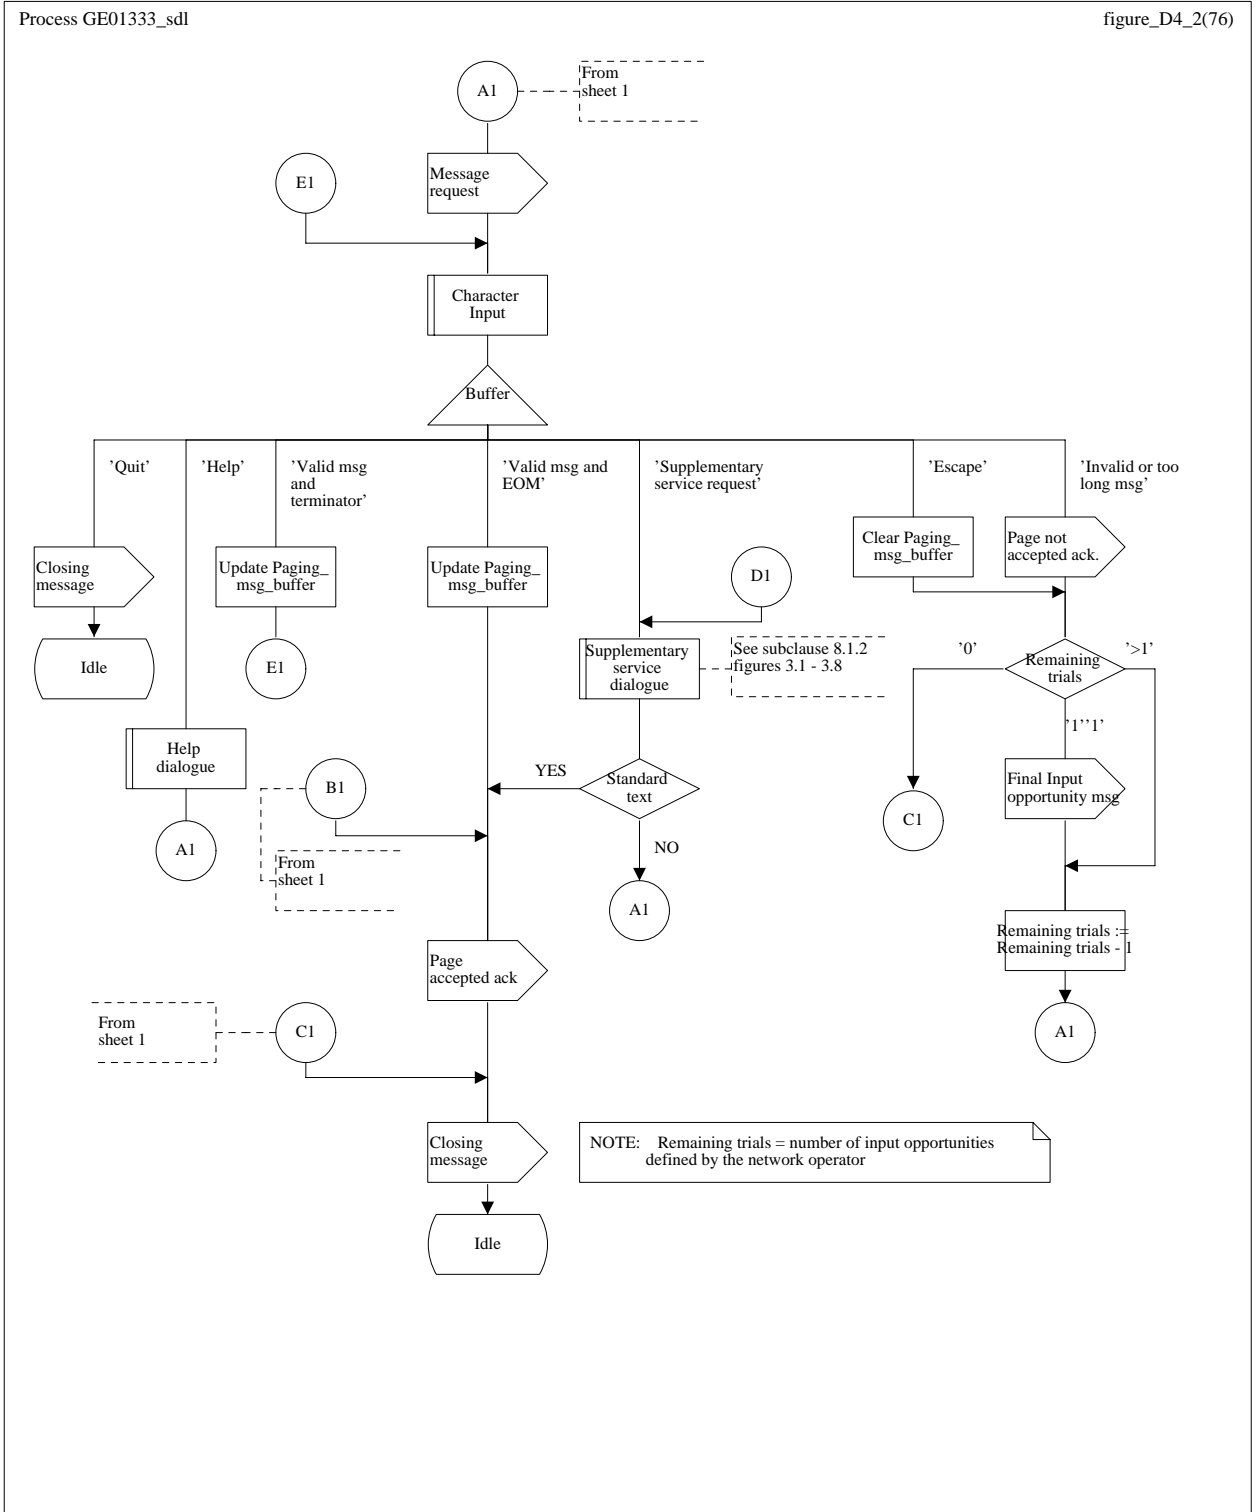 Process GE01333_sdl
figure_D4_2(76)
A1
From
sheet 1
E1
Message
request
Character
Input
Buffer
’Quit’
’Help’
’Valid msg
and
terminator’
’Valid msg and
EOM’
’Supplementary
service request’
’Escape’
’Invalid or too
long msg’
Closing
message
Update Paging_
msg_buffer
Update Paging_
msg_buffer
D1
Clear Paging_
msg_buffer
Page not
accepted ack.
Idle
E1
Supplementary
service
dialogue
See subclause 8.1.2
figures 3.1 - 3.8
’0’
Remaining
trials
’>1’
’1’’1’
Help
dialogue
B1
YES
Standard
text
Final Input
opportunity msg
C1
A1
From
sheet 1
NO
A1
Remaining trials :=
Remaining trials - 1
Page
accepted ack
From
sheet 1
C1
A1
Closing
message
NOTE: Remaining trials = number of input opportunities
defined by the network operator
Idle